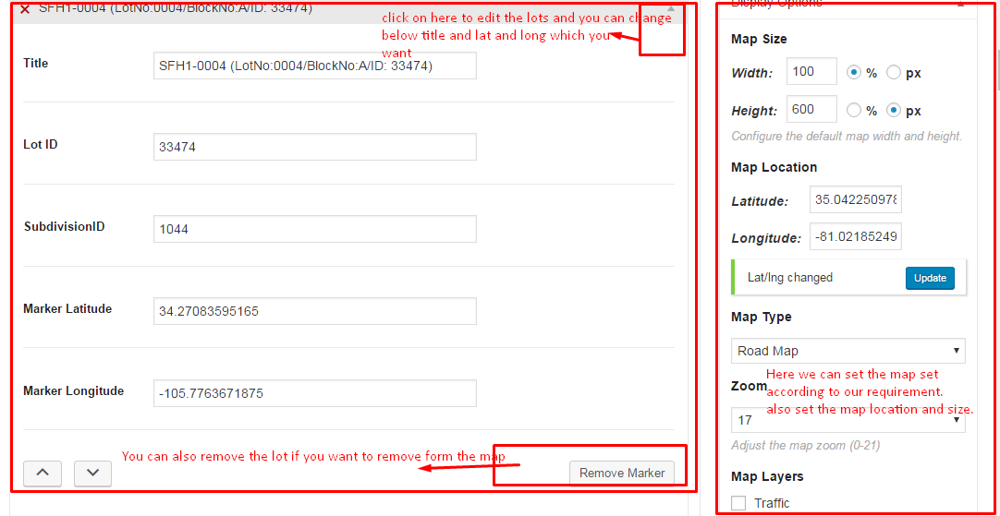 SFH1-0004 (LotNo:0004/BlockNo:A/ID: 33474)
click on here to edit the lots and you can change
below title and lat and long which you
want
Title
SFH1-0004 (LotNo:0004/BlockNo:A/ID: 33474)
Lot ID
33474
SubdivisionID
1044
Marker Latitude
34.27083595165
Marker Longitude
-105.7763671875
You can also remove the lot if you want to remove form the map
Remove Marker
Display Options
Map Size
Width: 100 % px
Height: 600 % px
Configure the default map width and height.
Map Location
Latitude: 35.042250978
Longitude: -81.02185249
Lat/lng changed Update
Map Type
Road Map
Here we can set the map set
according to our requirement.
also set the map location and size.
Zoom
17
Adjust the map zoom (0-21)
Map Layers
Traffic